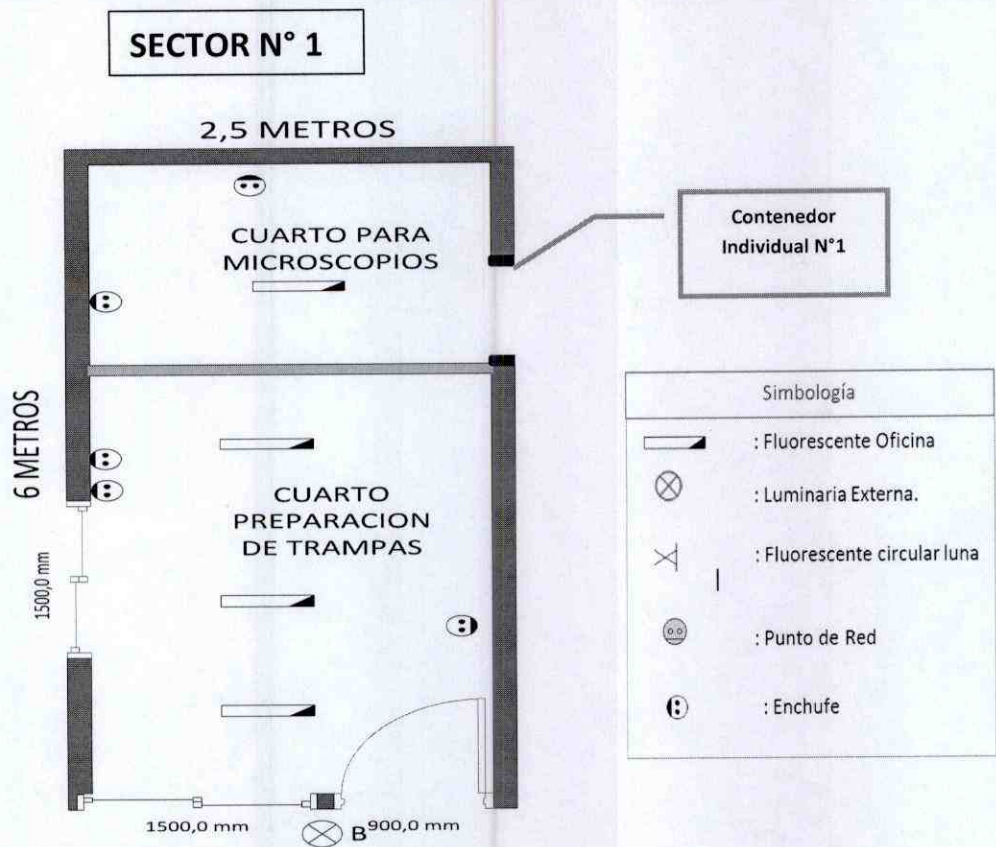 SECTOR N° 1
2,5 METROS
CUARTO PARA
MICROSCOPIOS
Contenedor
Individual N°1
6 METROS
Simbología
: Fluorescente Oficina
: Luminaria Externa.
: Fluorescente circular luna
: Punto de Red
: Enchufe
CUARTO
PREPARACION
DE TRAMPAS
1500,0 mm
1500,0 mm
B
900,0 mm